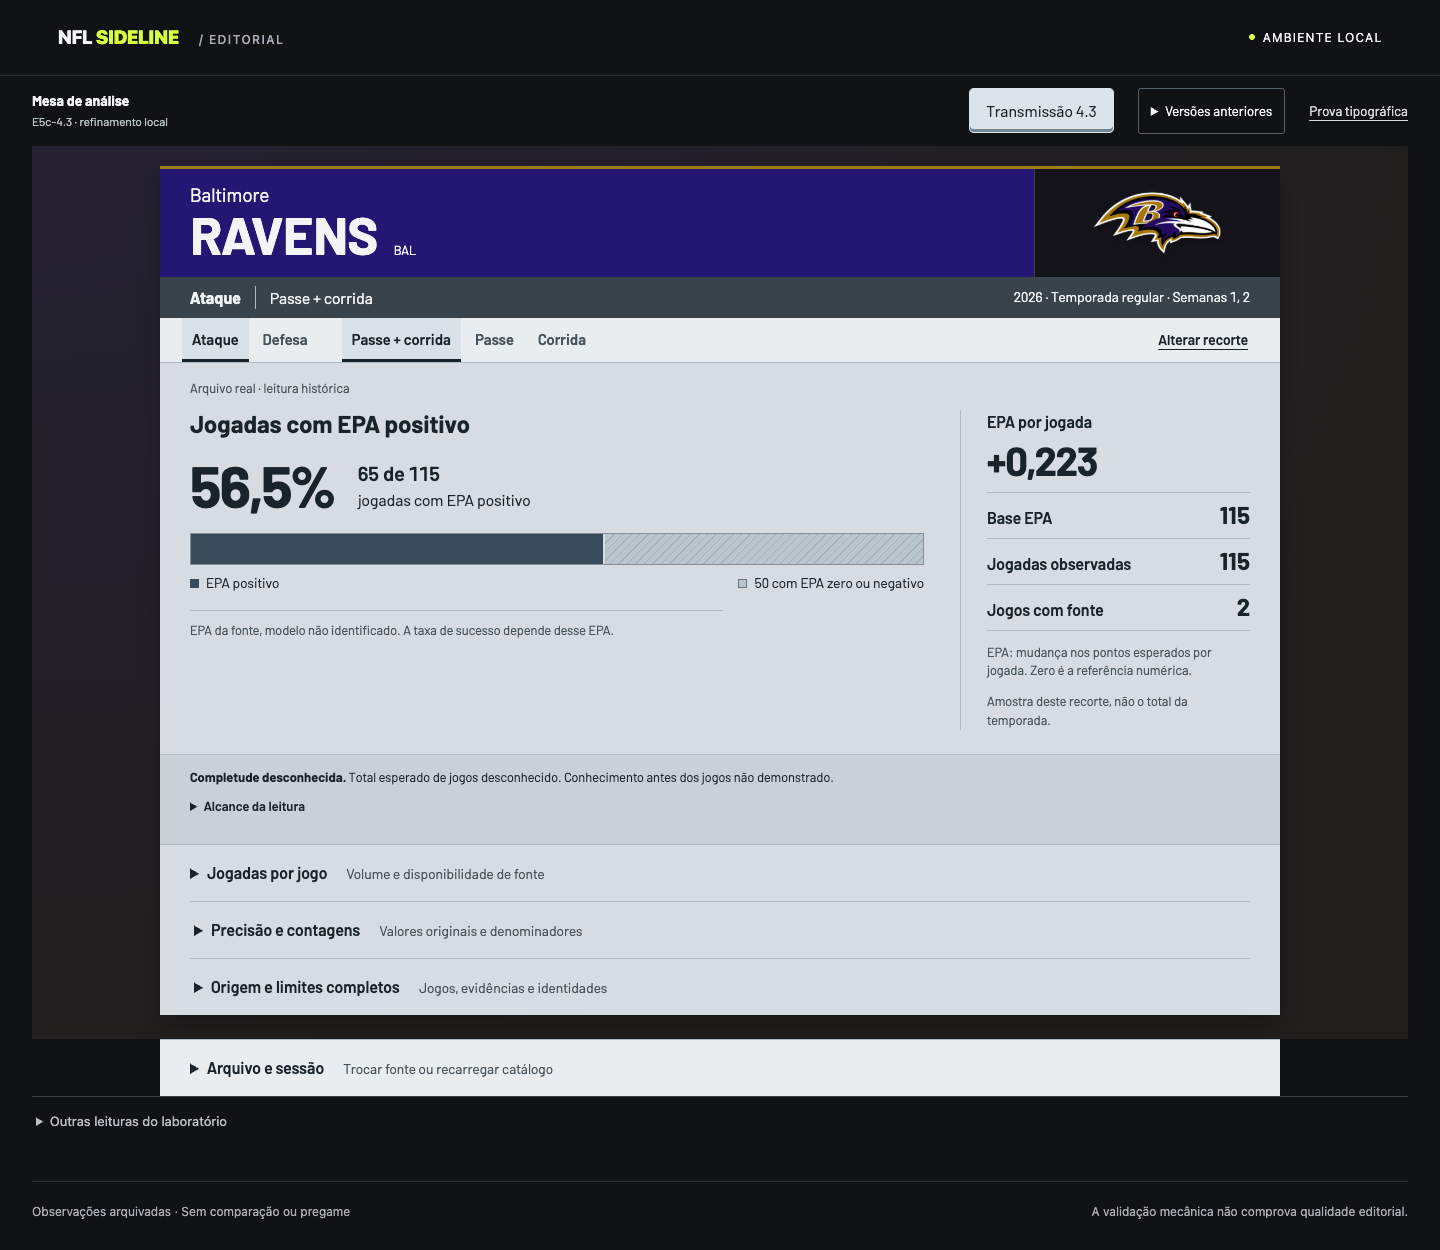 NFL SIDELINE / EDITORIAL
AMBIENTE LOCAL
Mesa de análise
E5c-4.3 · refinamento local
Transmissão 4.3
Versões anteriores
Prova tipográfica
Baltimore
RAVENS BAL
B
Ataque Passe + corrida
2026 · Temporada regular · Semanas 1, 2
Ataque Defesa Passe + corrida Passe Corrida
Alterar recorte
Arquivo real · leitura histórica
Jogadas com EPA positivo
56,5%
65 de 115
jogadas com EPA positivo
EPA positivo
50 com EPA zero ou negativo
EPA da fonte, modelo não identificado. A taxa de sucesso depende desse EPA.
EPA por jogada
+0,223
Base EPA 115
Jogadas observadas 115
Jogos com fonte 2
EPA: mudança nos pontos esperados por
jogada. Zero é a referência numérica.
Amostra deste recorte, não o total da
temporada.
Completude desconhecida. Total esperado de jogos desconhecido. Conhecimento antes dos jogos não demonstrado.
Alcance da leitura
Jogadas por jogo Volume e disponibilidade de fonte
Precisão e contagens Valores originais e denominadores
Origem e limites completos Jogos, evidências e identidades
Arquivo e sessão Trocar fonte ou recarregar catálogo
Outras leituras do laboratório
Observações arquivadas · Sem comparação ou pregame
A validação mecânica não comprova qualidade editorial.